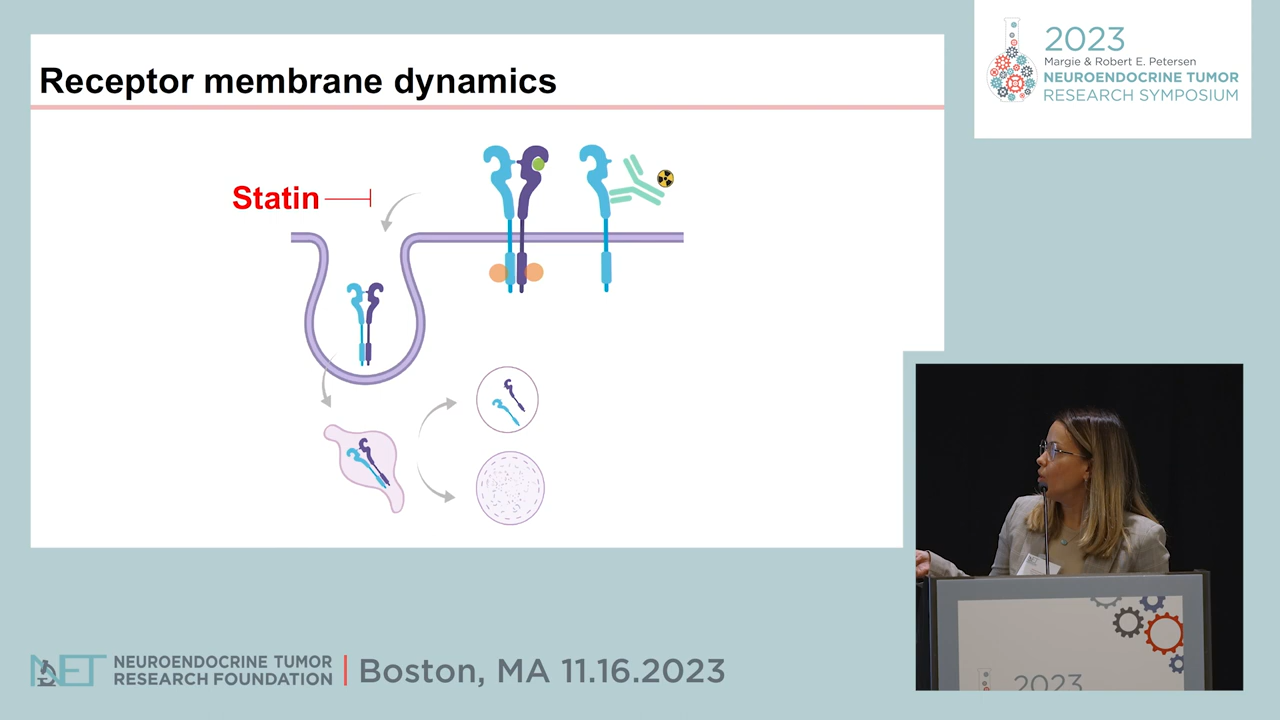 Receptor membrane dynamics
Statin
2023
Margie & Robert E. Petersen
NEUROENDOCRINE TUMOR
RESEARCH SYMPOSIUM
2023
NET
NEUROENDOCRINE TUMOR
RESEARCH FOUNDATION
Boston, MA 11.16.2023